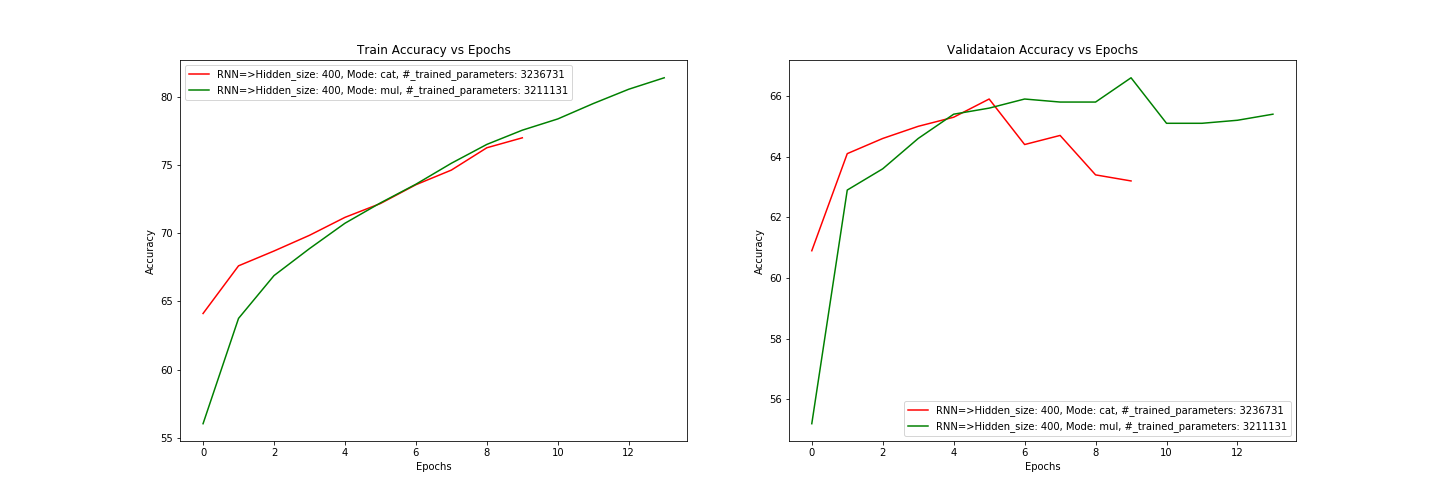 Train Accuracy vs Epochs
RNN=>Hidden_size: 400, Mode: cat, #_trained_parameters: 3236731
RNN=>Hidden_size: 400, Mode: mul, #_trained_parameters: 3211131
80
75
70
65
60
55
Accuracy
0 2 4 6 8 10 12
Epochs
Validataion Accuracy vs Epochs
66
64
62
60
58
56
Accuracy
RNN=>Hidden_size: 400, Mode: cat, #_trained_parameters: 3236731
RNN=>Hidden_size: 400, Mode: mul, #_trained_parameters: 3211131
0 2 4 6 8 10 12
Epochs